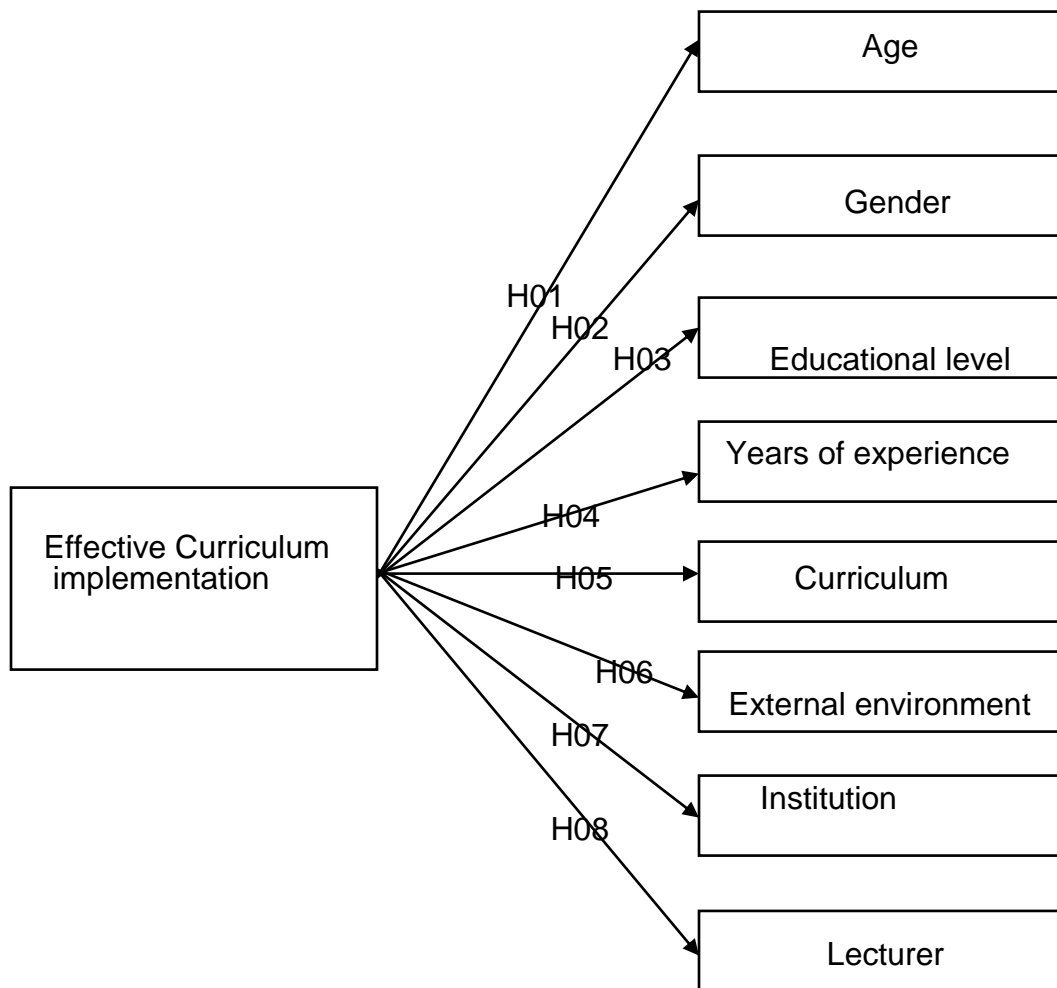 Age
Gender
H01
H02
H03
Educational level
Years of experience
H04
Effective Curriculum
implementation
H05
Curriculum
H06
External environment
H07
Institution
H08
Lecturer